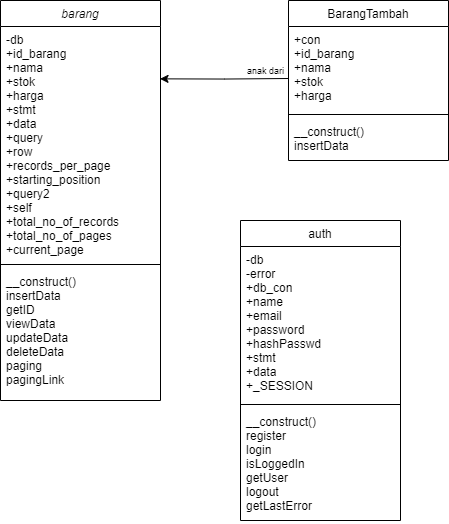 barang
-db
+id_barang
+nama
+stok
+harga
+stmt
+data
+query
+row
+records_per_page
+starting_position
+query2
+self
+total_no_of_records
+total_no_of_pages
+current_page
__construct()
insertData
getID
viewData
updateData
deleteData
paging
pagingLink
anak dari
BarangTambah
+con
+id_barang
+nama
+stok
+harga
__construct()
insertData
auth
-db
-error
+db_con
+name
+email
+password
+hashPasswd
+stmt
+data
+_SESSION
__construct()
register
login
isLoggedIn
getUser
logout
getLastError